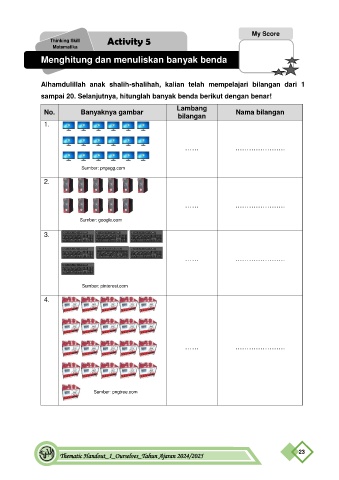 Thinking Skill
Matematika
Activity 5
My Score
Menghitung dan menuliskan banyak benda
Alhamdulillah anak shalih-shalihah, kalian telah mempelajari bilangan dari 1
sampai 20. Selanjutnya, hitunglah banyak benda berikut dengan benar!
No. Banyaknya gambar Lambang bilangan Nama bilangan
1.
…… ………………….
Sumber: pngegg.com
2.
…… ………………….
Sumber: google.com
3.
…… ………………….
Sumber: pinterest.com
4.
…… ………………….
Sumber: pngtree.com
Thematic Handout_1_Ourselves_Tahun Ajaran 2024/2025
23